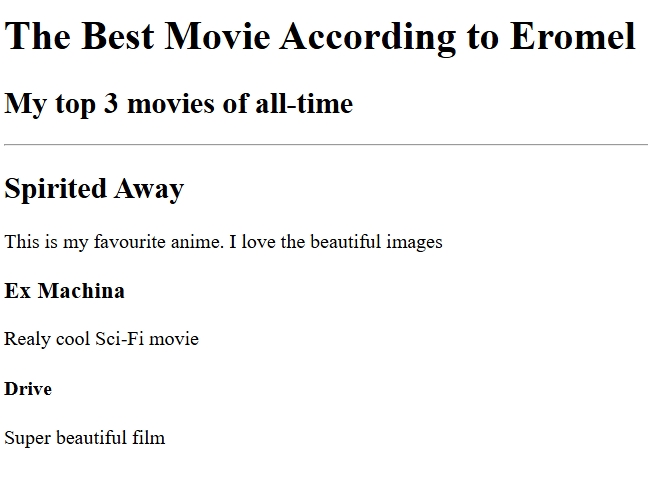 The Best Movie According to Eromel
My top 3 movies of all-time
Spirited Away
This is my favourite anime. I love the beautiful images
Ex Machina
Realy cool Sci-Fi movie
Drive
Super beautiful film